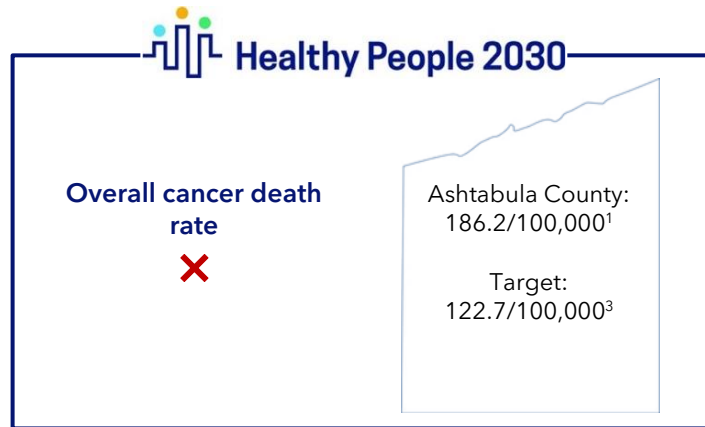 Healthy People 2030
Overall cancer death
rate
Ashtabula County:
186.2/100,000¹
Target:
122.7/100,000³